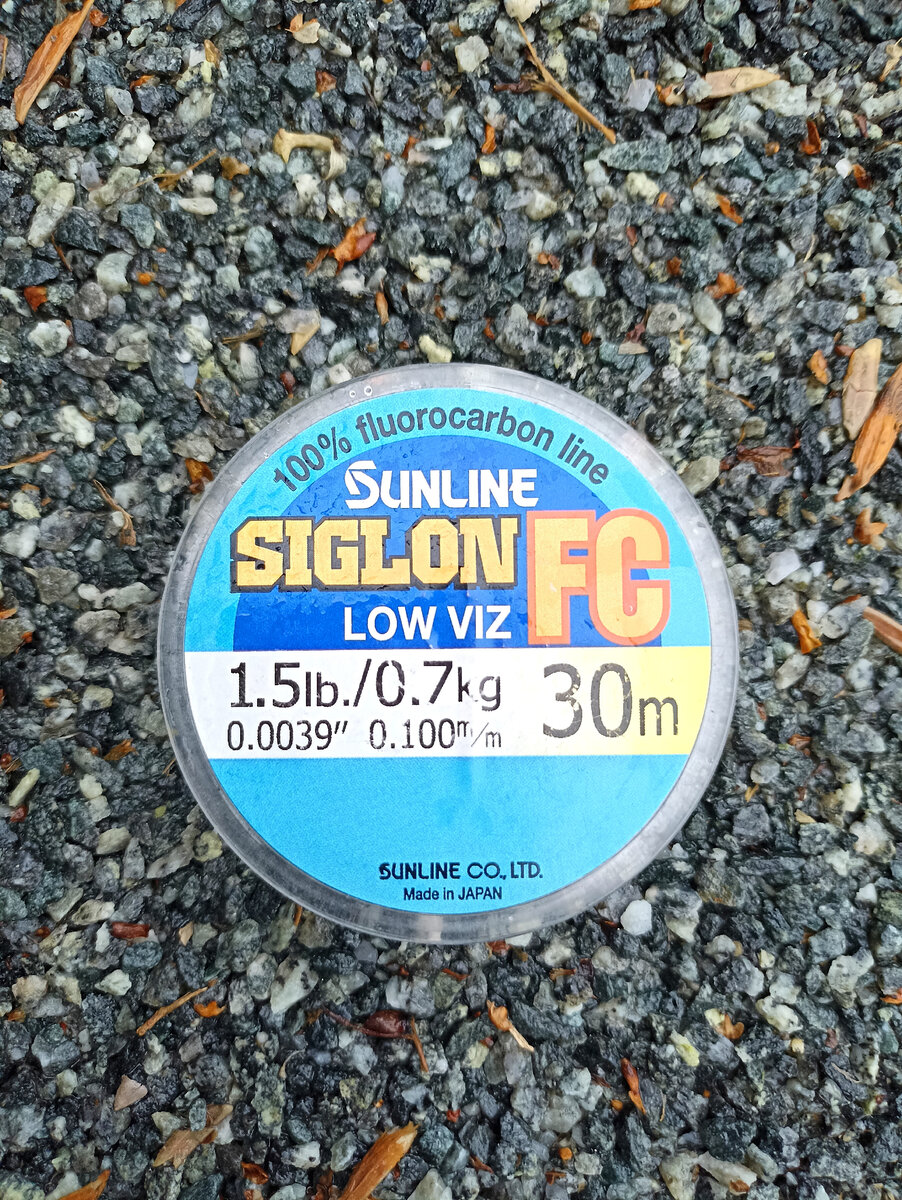 100% fluorocarbon line
SUNLINE
SIGLON FC
LOW VIZ
1.5lb./0.7kg 30m
0.0039" 0.100m/m
SUNLINE CO., LTD.
Made in JAPAN